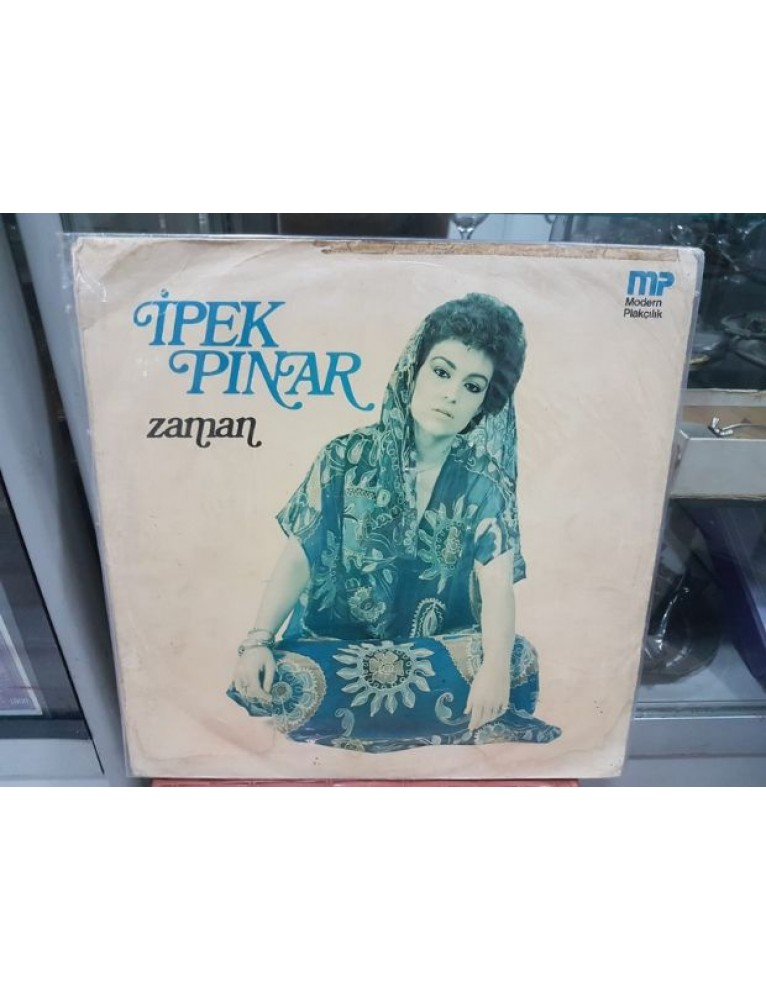 İPEK
PINAR
zaman
MP
Modern
Plakçılık